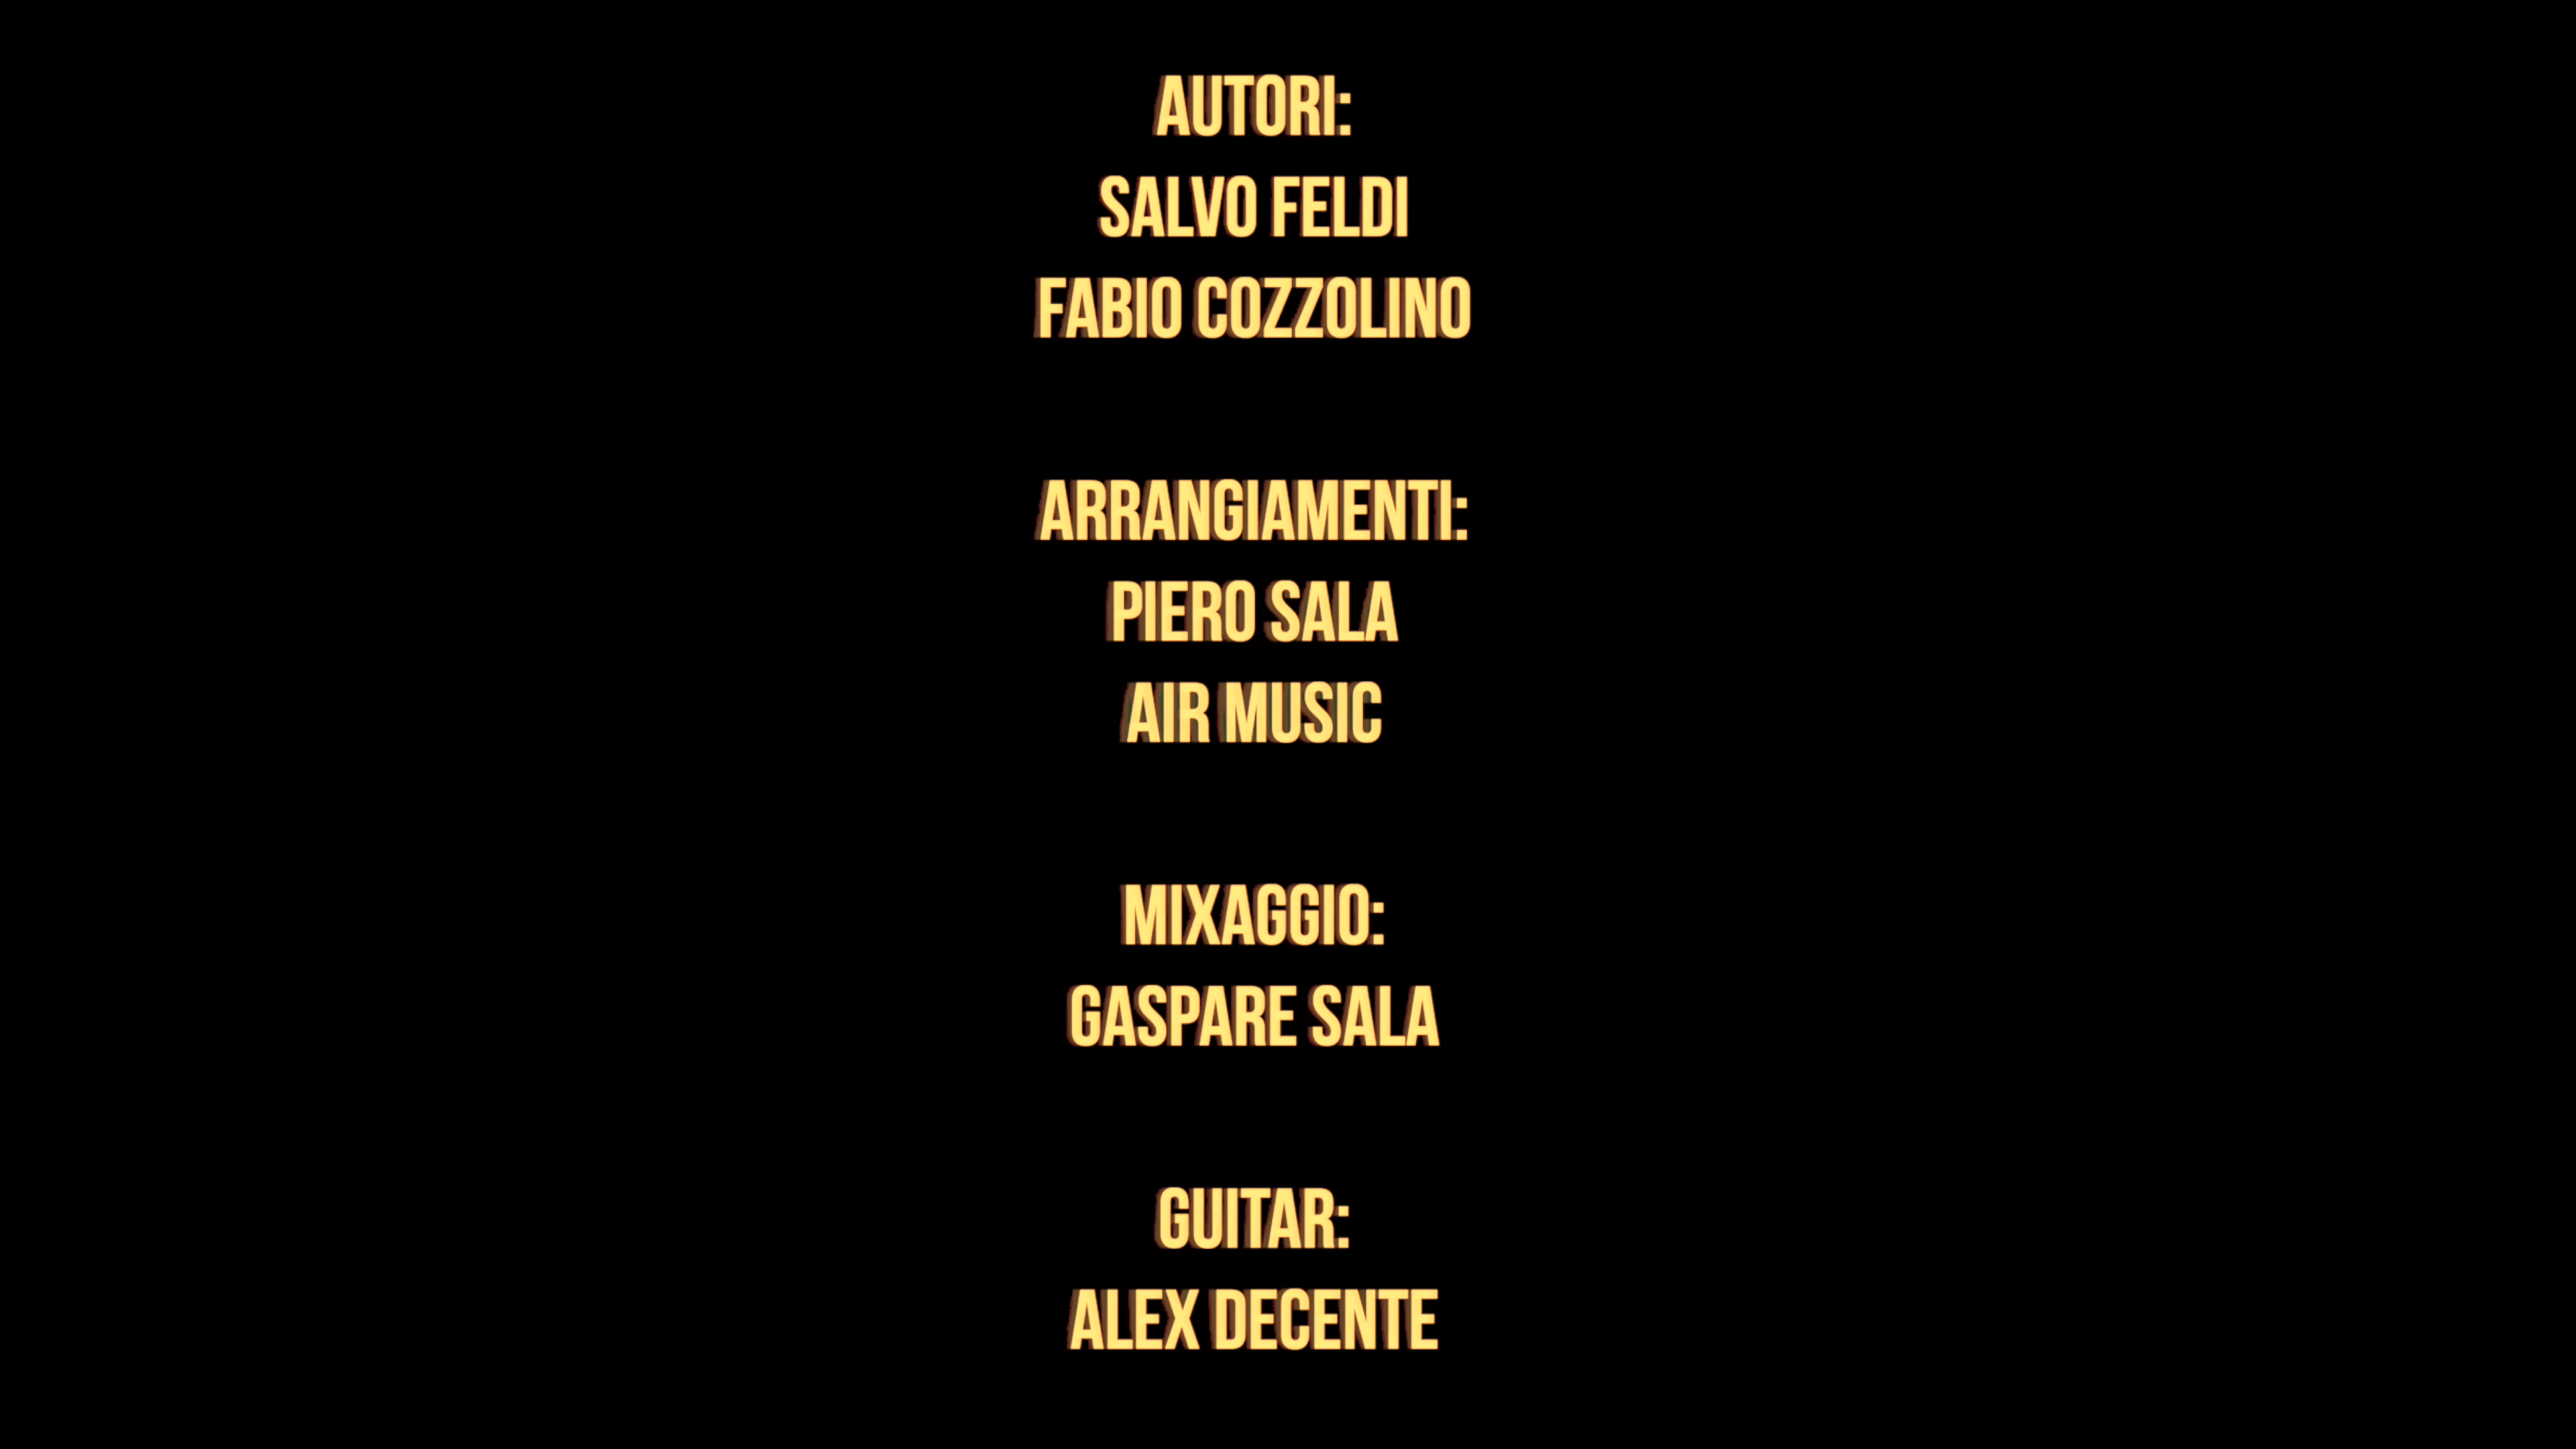 AUTORI:
SALVO FELDI
FABIO COZZOLINO
ARRANGIAMENTI:
PIERO SALA
AIR MUSIC
MIXAGGIO:
GASPARE SALA
GUITAR:
ALEX DECENTE